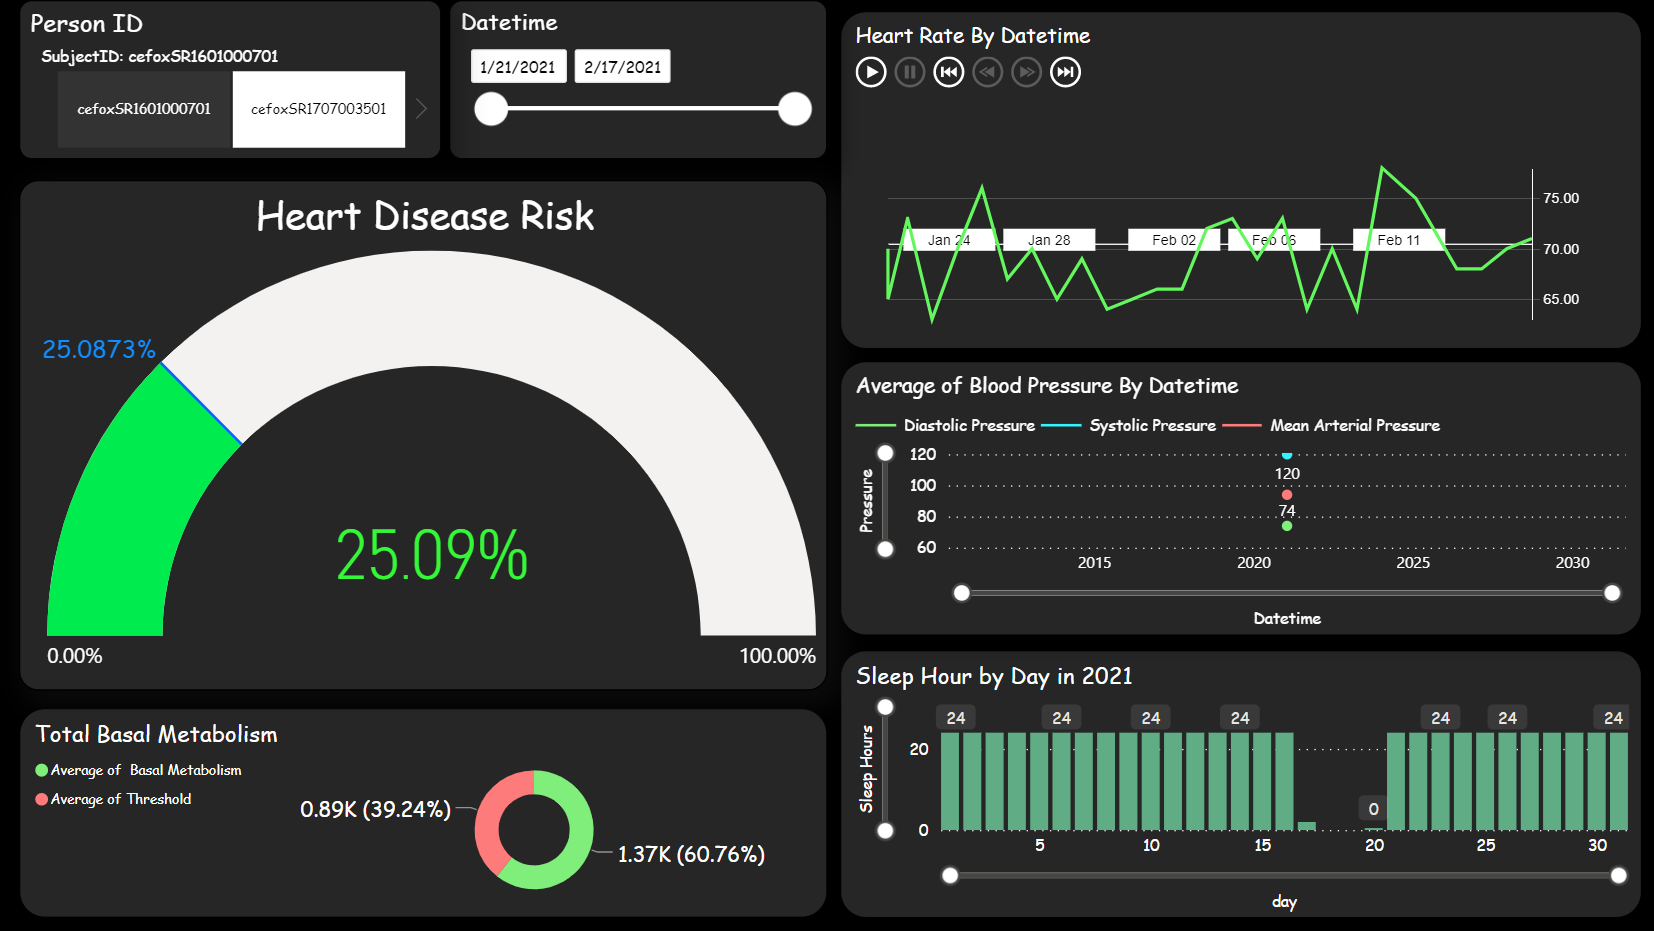 Person ID
SubjectID: cefoxSR1601000701
cefoxSR1601000701
cefoxSR1707003501
Datetime
1/21/2021
2/17/2021
Heart Disease Risk
25.0873%
25.09%
0.00%
100.00%
Total Basal Metabolism
Average of  Basal Metabolism
Average of Threshold
0.89K (39.24%)
1.37K (60.76%)
Heart Rate By Datetime
75.00
Jan 24
Jan 28
Feb 02
Feb 06
Feb 11
70.00
65.00
Average of Blood Pressure By Datetime
Diastolic Pressure
Systolic Pressure
Mean Arterial Pressure
Pressure
120
100
80
60
120
74
2015
2020
2025
2030
Datetime
Sleep Hour by Day in 2021
Sleep Hours
20
0
24
24
24
24
24
24
24
0
5
10
15
20
25
30
day